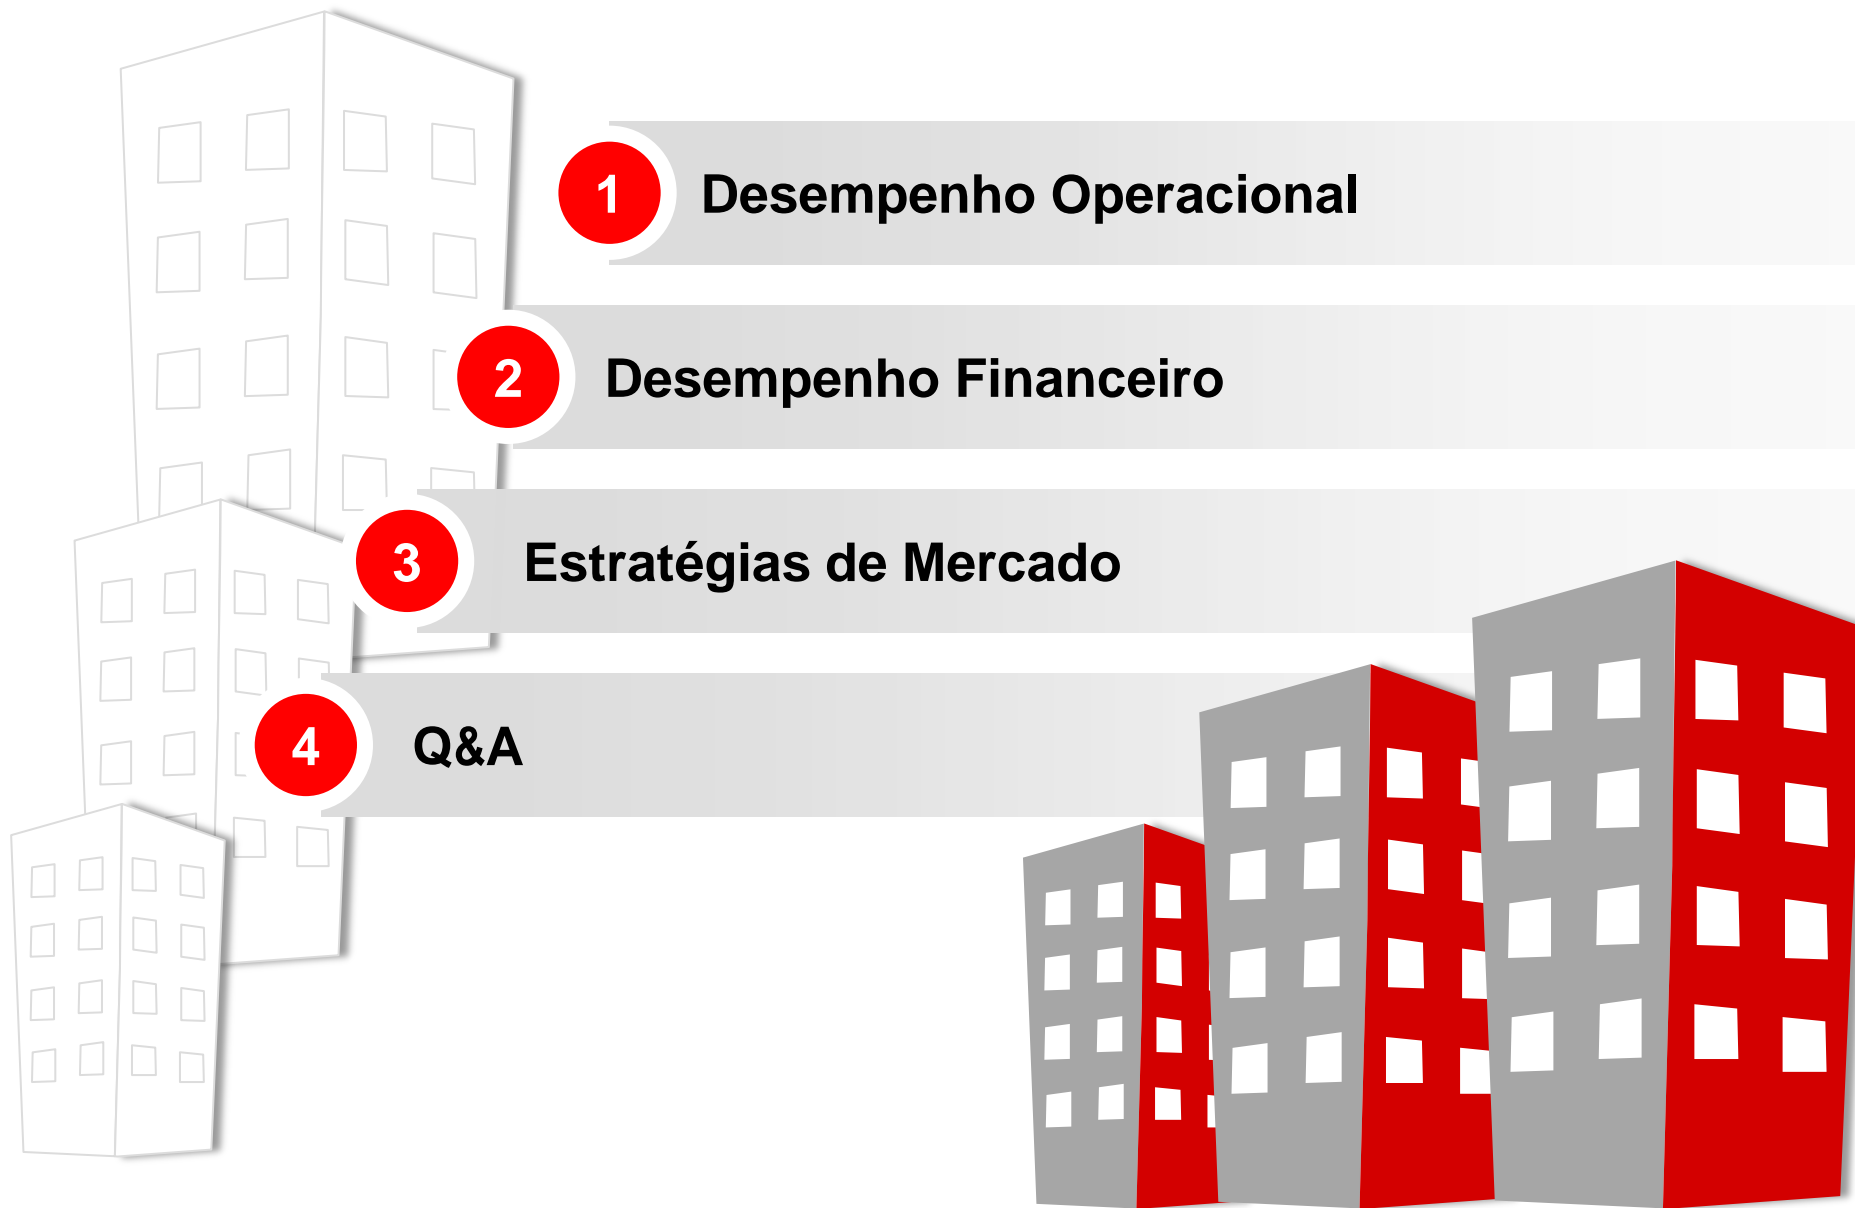 1 Desempenho Operacional
2 Desempenho Financeiro
3 Estratégias de Mercado
4 Q&A